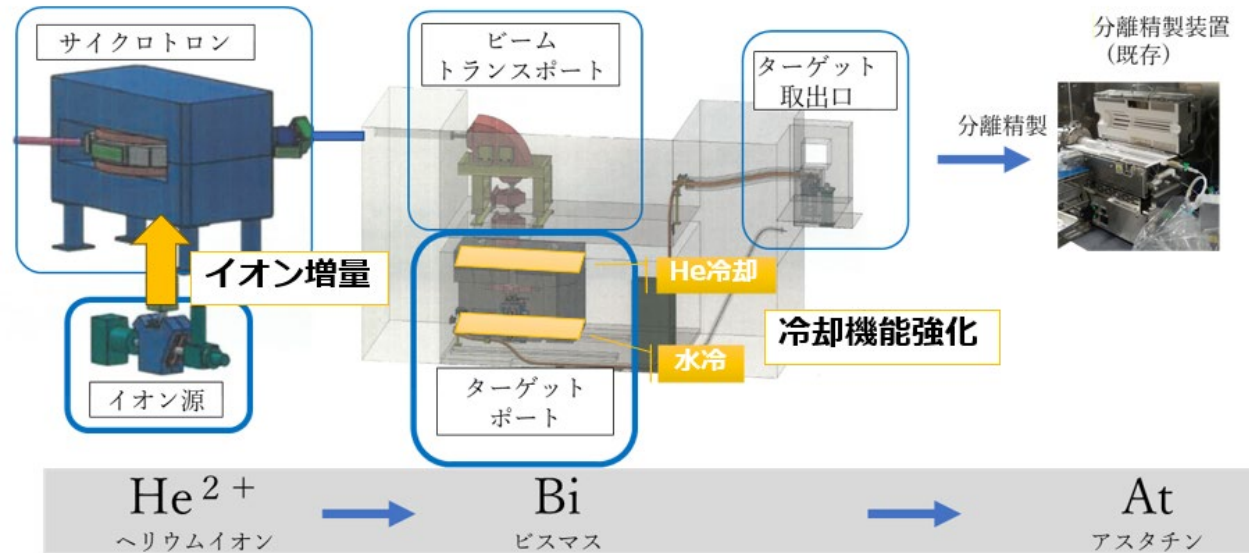 サイクロトロン
ビーム
トランスポート
ターゲット
取出口
分離精製装置
（既存）
分離精製
イオン増量
He冷却
冷却機能強化
水冷
イオン源
ターゲット
ポート
He²⁺
Bi
At
ヘリウムイオン
ビスマス
アスタチン